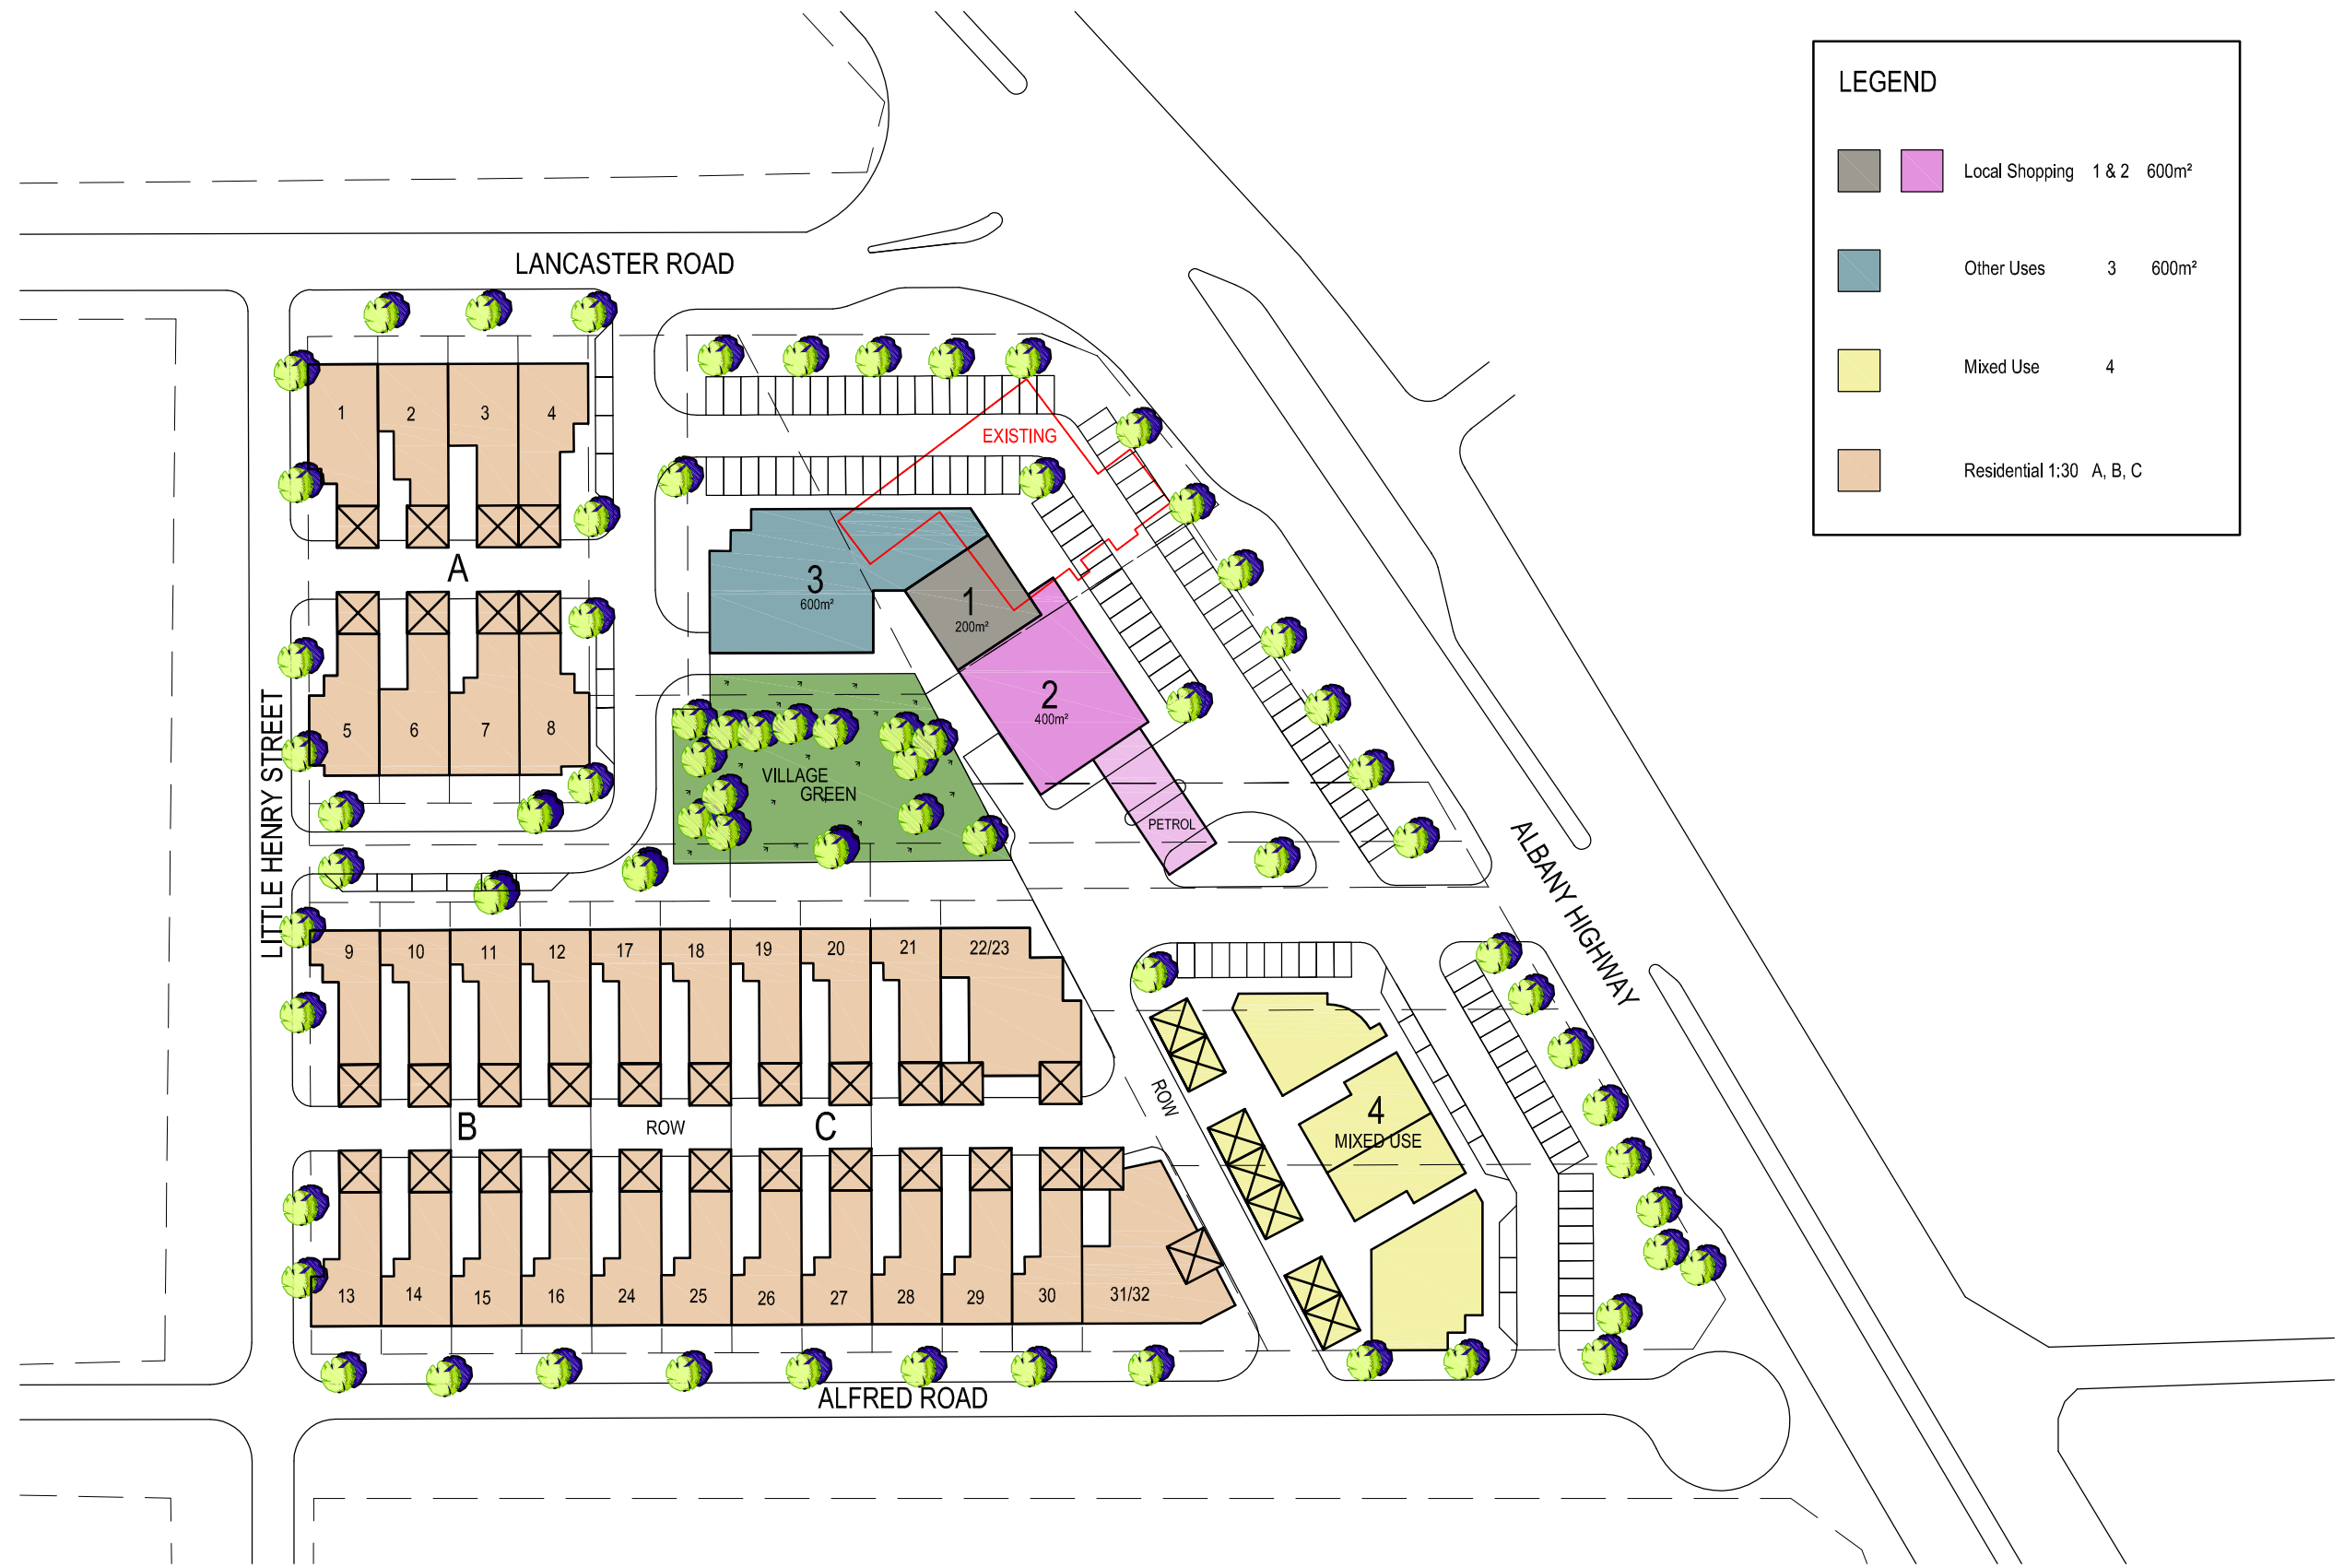 LEGEND
Local Shopping 1 & 2 600m²
Other Uses 3 600m²
Mixed Use 4
Residential 1:30 A, B, C
LANCASTER ROAD
EXISTING
1
2
3
4
A
3
600m²
1
200m²
2
400m²
5
6
7
8
LITTLE HENRY STREET
VILLAGE
GREEN
PETROL
ALBANY HIGHWAY
9
10
11
12
17
18
19
20
21
22/23
B
ROW
C
ROW
4
MIXED USE
13
14
15
16
24
25
26
27
28
29
30
31/32
ALFRED ROAD